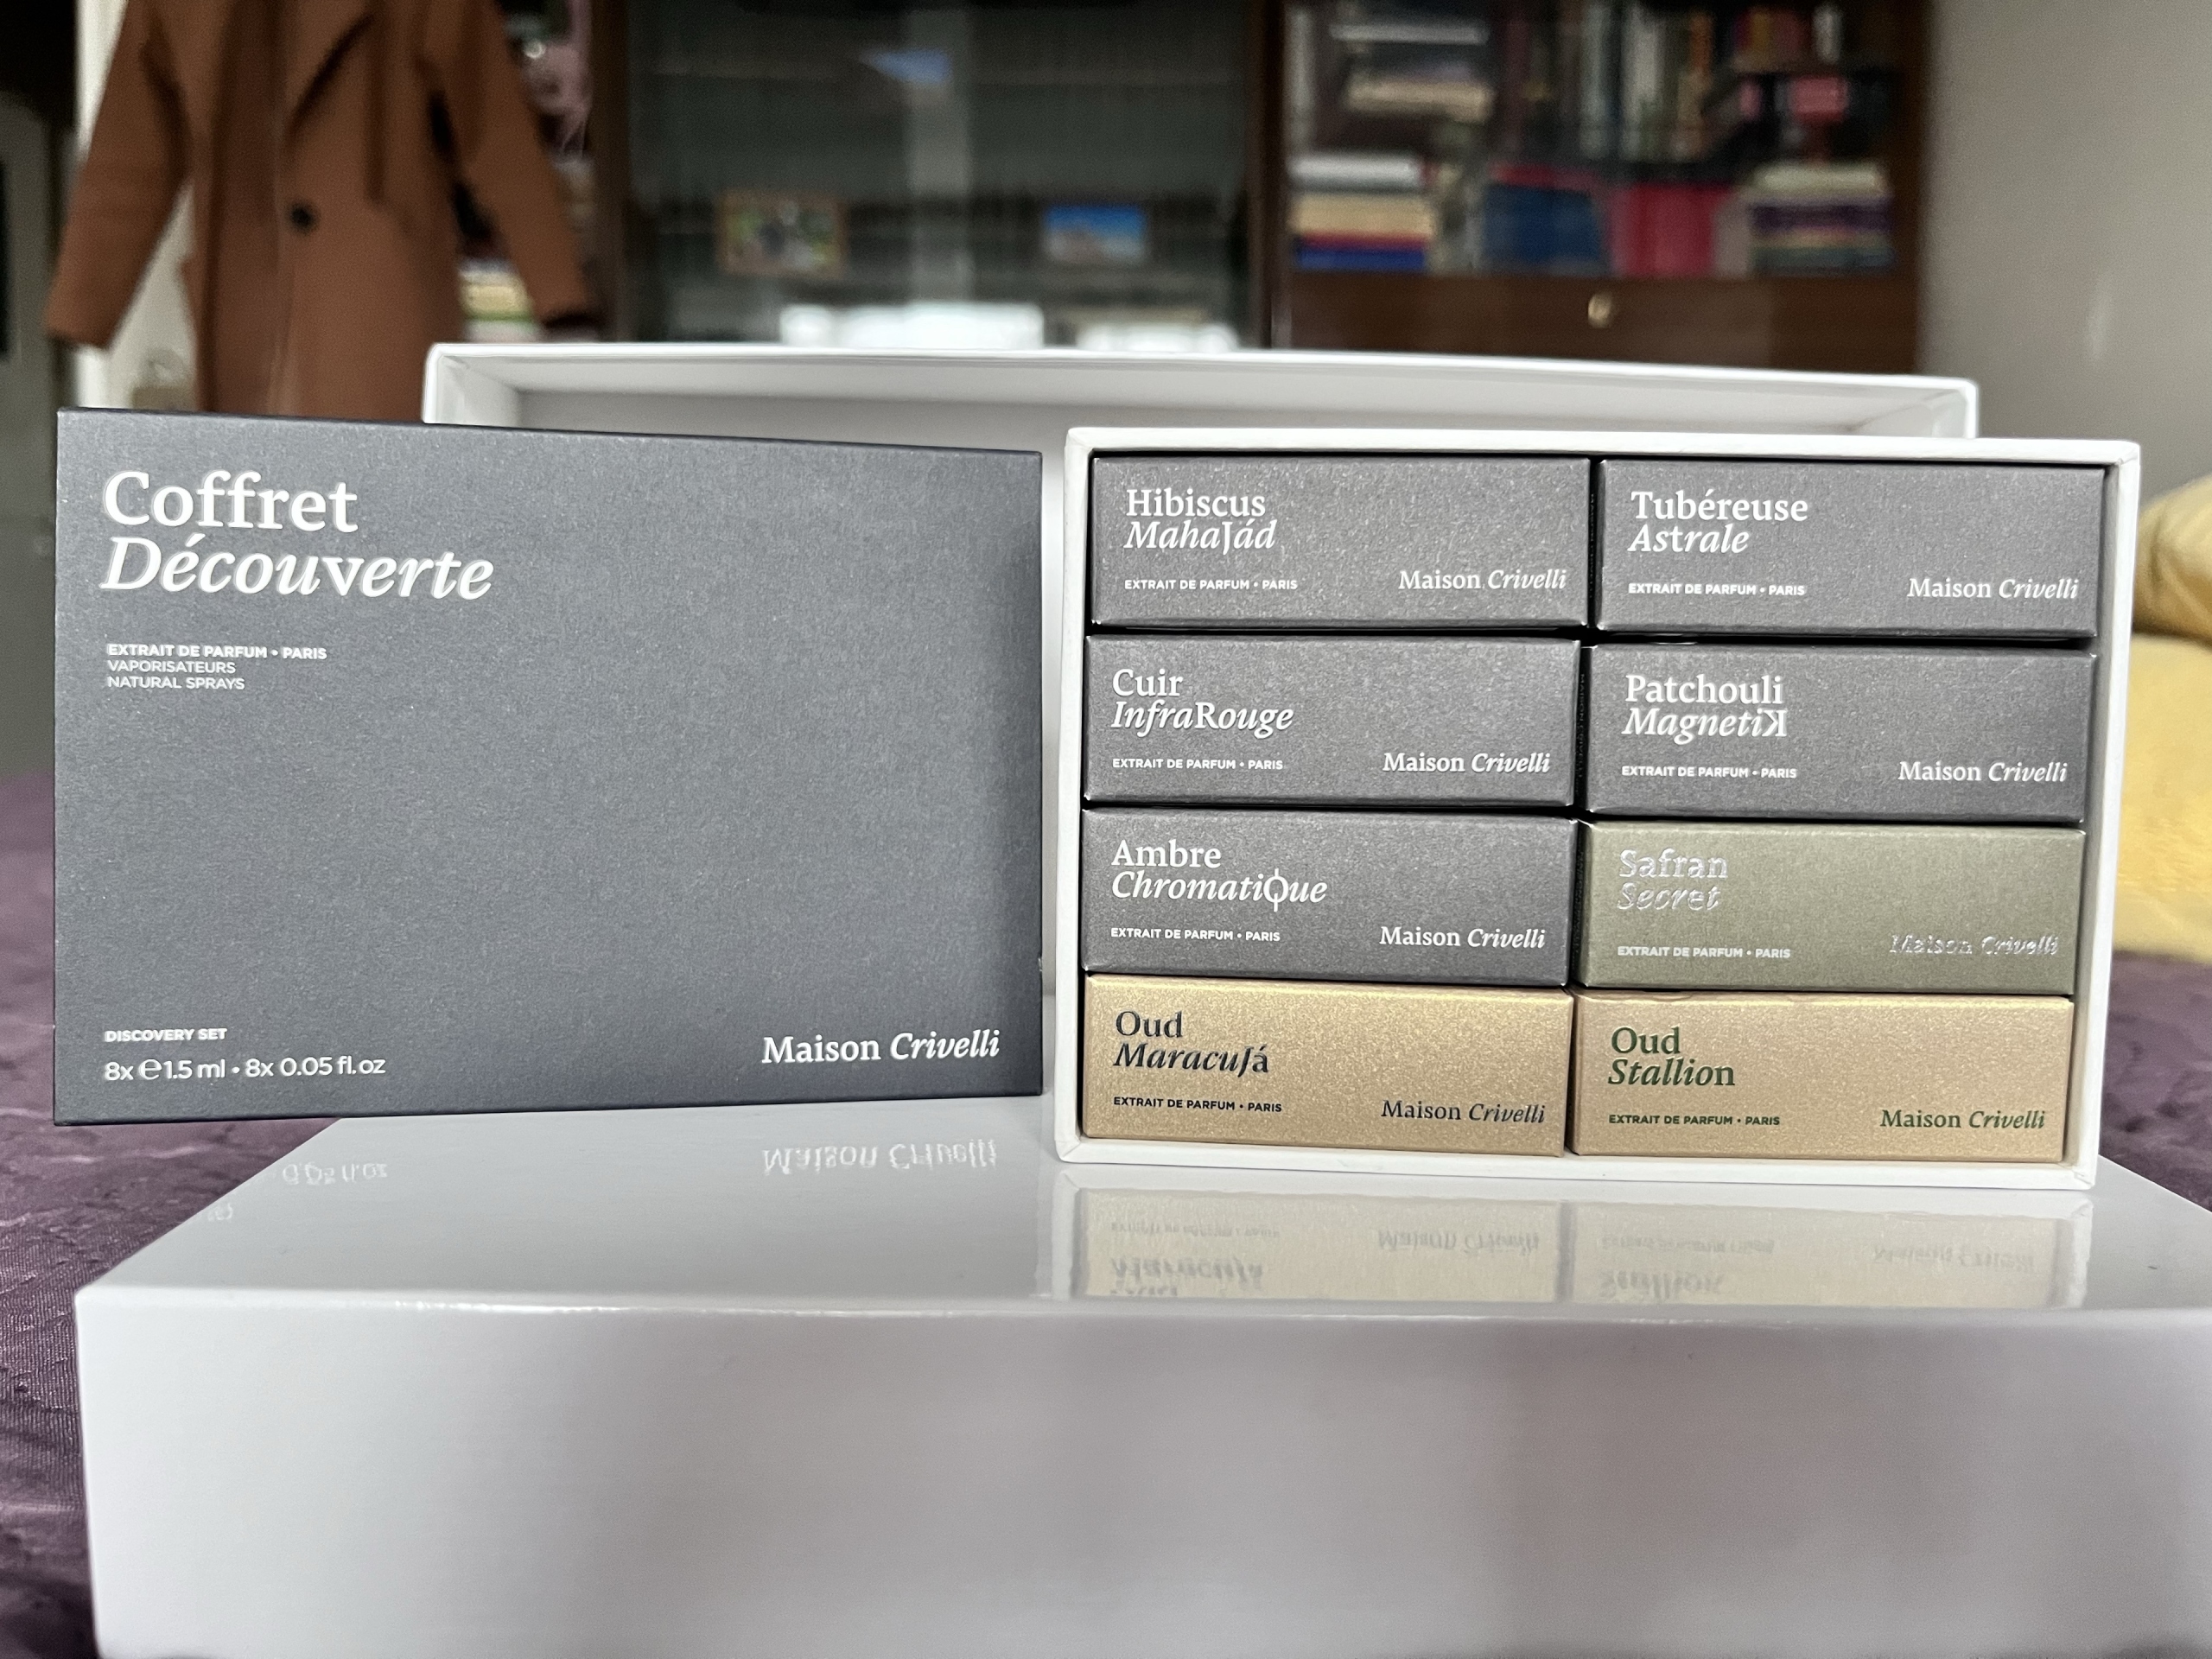 Coffret
Découverte
EXTRAIT DE PARFUM • PARIS
VAPORISATEURS
NATURAL SPRAYS
DISCOVERY SET
8x ℮1.5 ml • 8x 0.05 fl.oz
Maison Crivelli
Hibiscus
MahaJád
EXTRAIT DE PARFUM • PARIS
Maison Crivelli
Tubéreuse
Astrale
EXTRAIT DE PARFUM • PARIS
Maison Crivelli
Cuir
InfraRouge
EXTRAIT DE PARFUM • PARIS
Maison Crivelli
Patchouli
MagnetiK
EXTRAIT DE PARFUM • PARIS
Maison Crivelli
Ambre
ChromatiQue
EXTRAIT DE PARFUM • PARIS
Maison Crivelli
Safran
Secret
EXTRAIT DE PARFUM • PARIS
Maison Crivelli
Oud
MaracuJá
EXTRAIT DE PARFUM • PARIS
Maison Crivelli
Oud
Stallion
EXTRAIT DE PARFUM • PARIS
Maison Crivelli